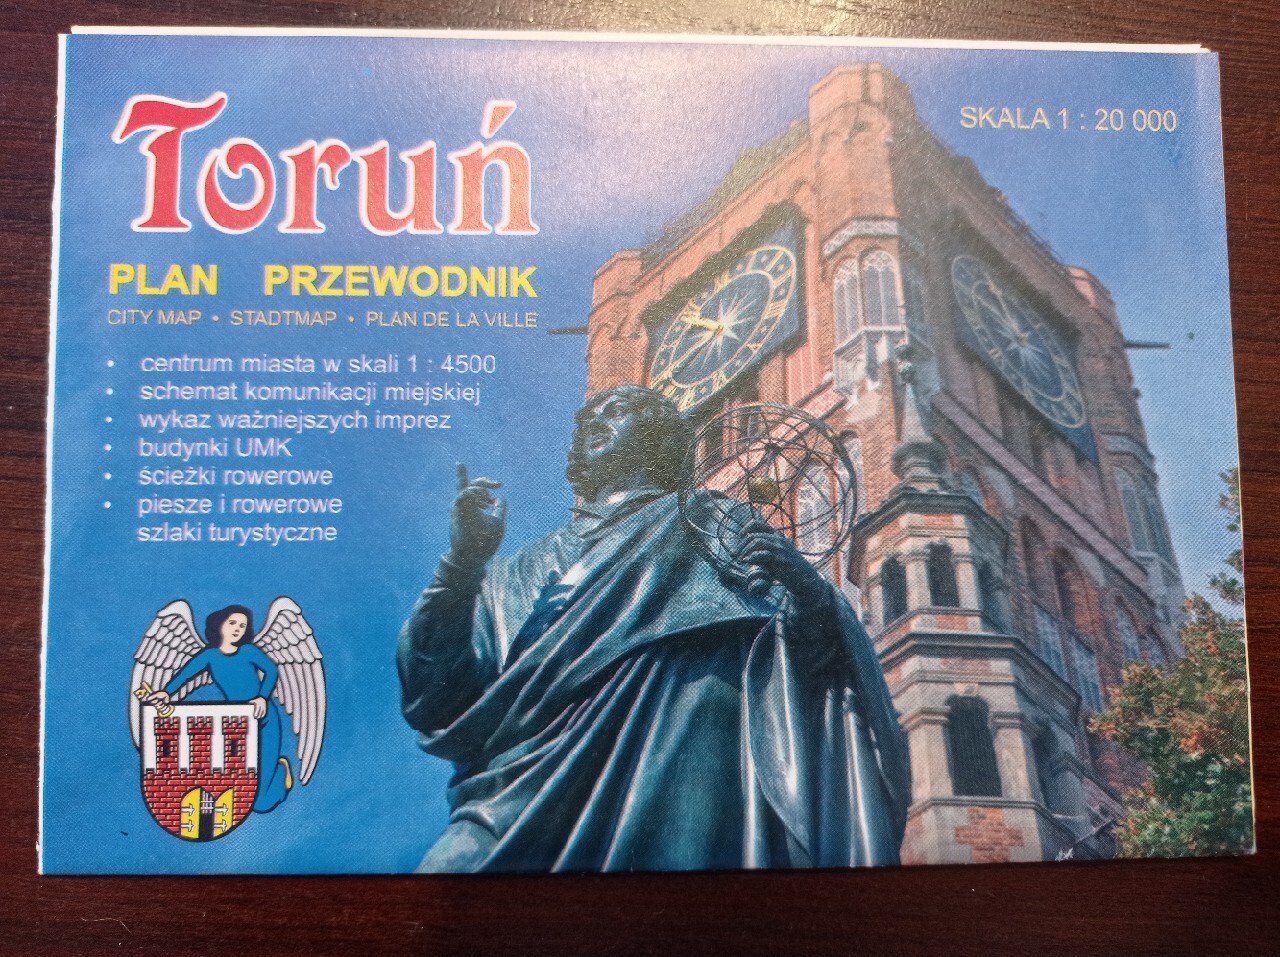 Toruń
SKALA 1 : 20 000
PLAN PRZEWODNIK
CITY MAP • STADTMAP • PLAN DE LA VILLE
• centrum miasta w skali 1 : 4500
• schemat komunikacji miejskiej
• wykaz ważniejszych imprez
• budynki UMK
• ścieżki rowerowe
• piesze i rowerowe
szlaki turystyczne